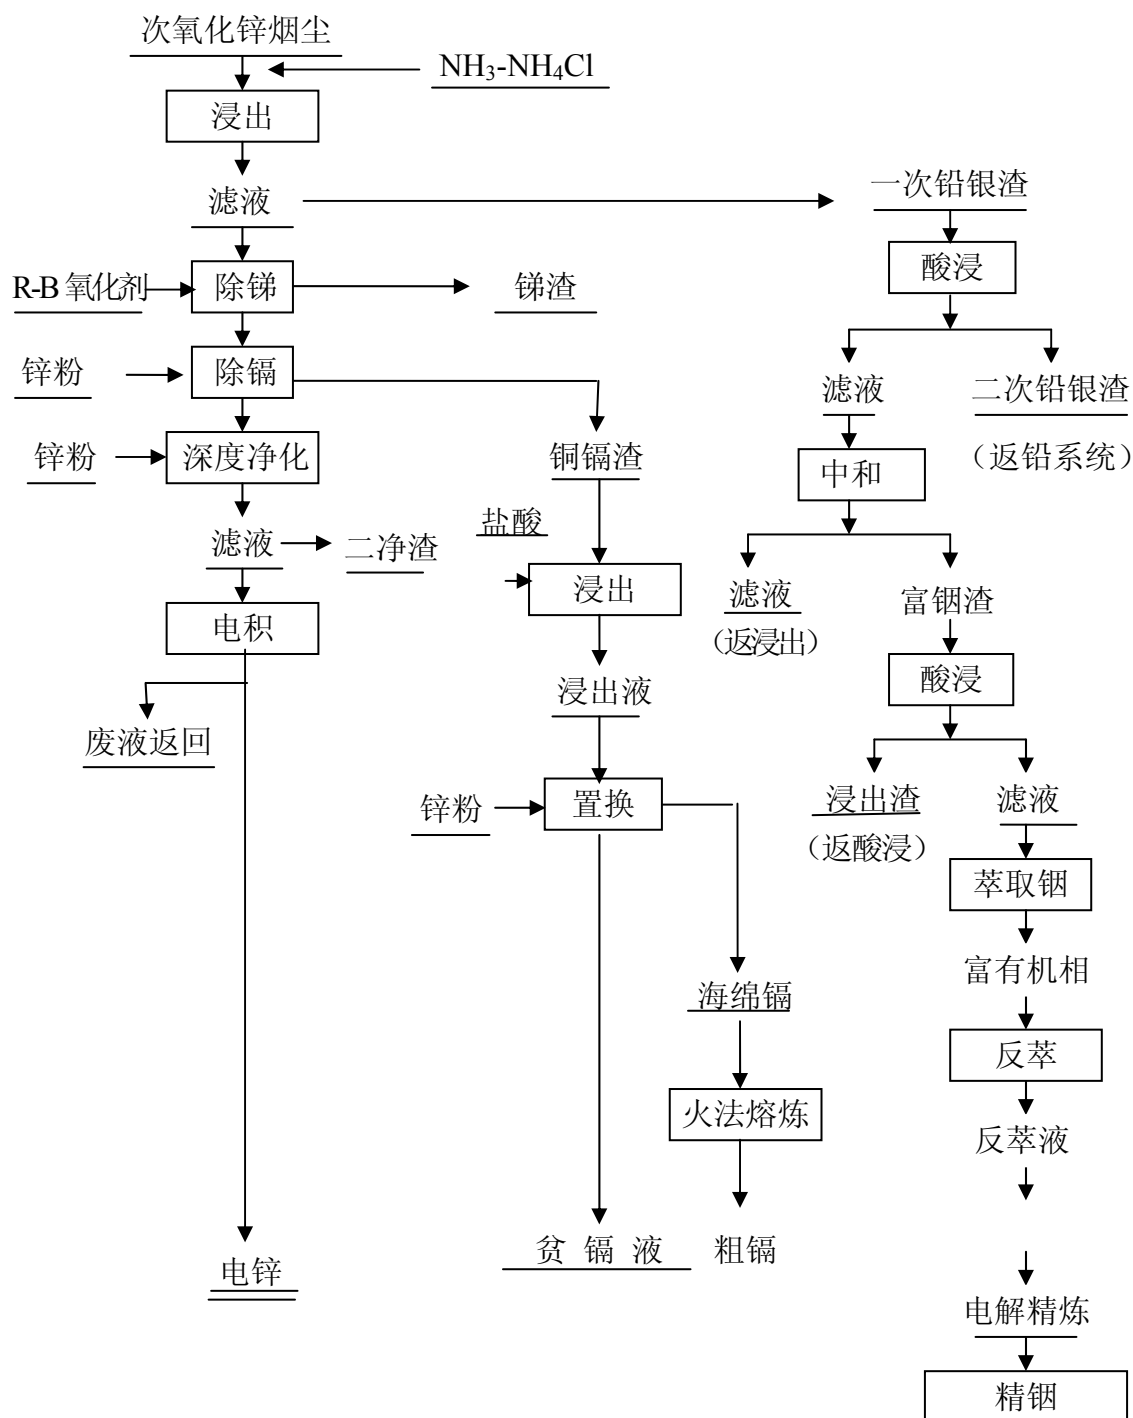 次氧化锌烟尘
NH₃-NH₄Cl
浸出
滤液
一次铅银渣
酸浸
R-B氧化剂
除锑
锑渣
锌粉
除镉
滤液
二次铅银渣
（返铅系统）
锌粉
深度净化
铜镉渣
中和
滤液
二净渣
盐酸
浸出
滤液
（返浸出）
富铟渣
电积
酸浸
浸出液
废液返回
锌粉
置换
浸出渣
（返酸浸）
滤液
萃取铟
富有机相
海绵镉
反萃
火法熔炼
反萃液
电锌
贫镉液
粗镉
电解精炼
精铟